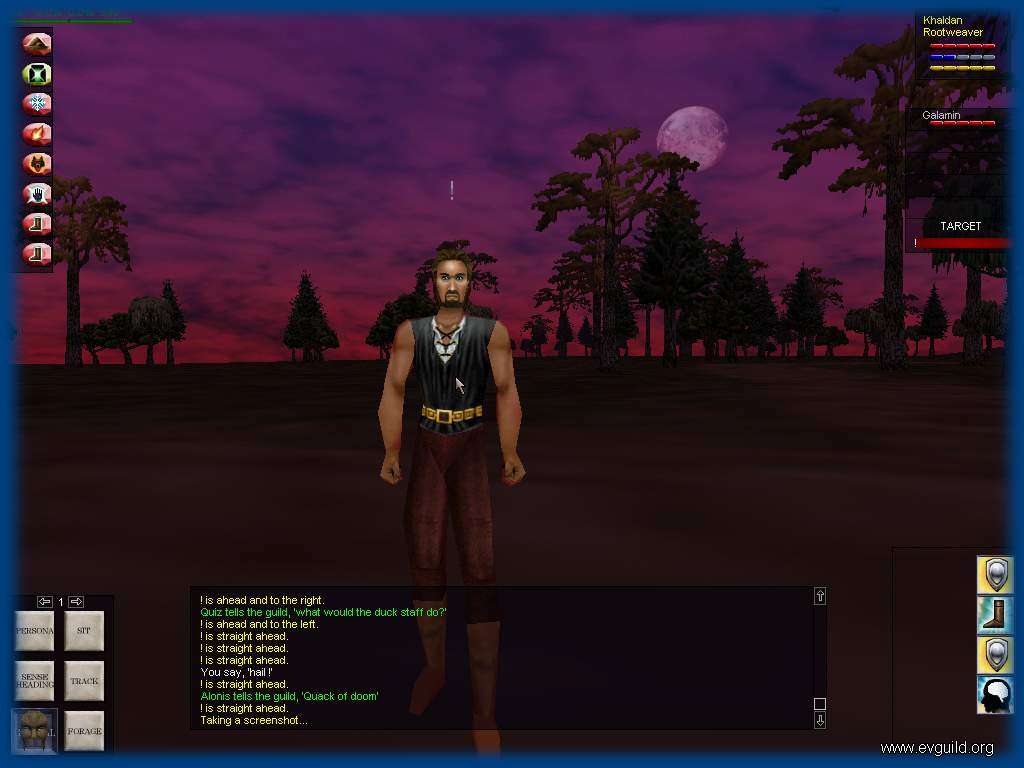 Khaldan
Rootweaver
Galamin
!
TARGET
!
1
PERSONA
SIT
SENSE
HEADING
TRACK
FORAGE
! is ahead and to the right.
Quiz tells the guild, 'what would the duck staff do?'
! is ahead and to the left.
! is straight ahead.
! is straight ahead.
! is straight ahead.
You say, 'hail !'
! is straight ahead.
Alonis tells the guild, 'Quack of doom'
! is straight ahead.
Taking a screenshot...
www.evguild.org